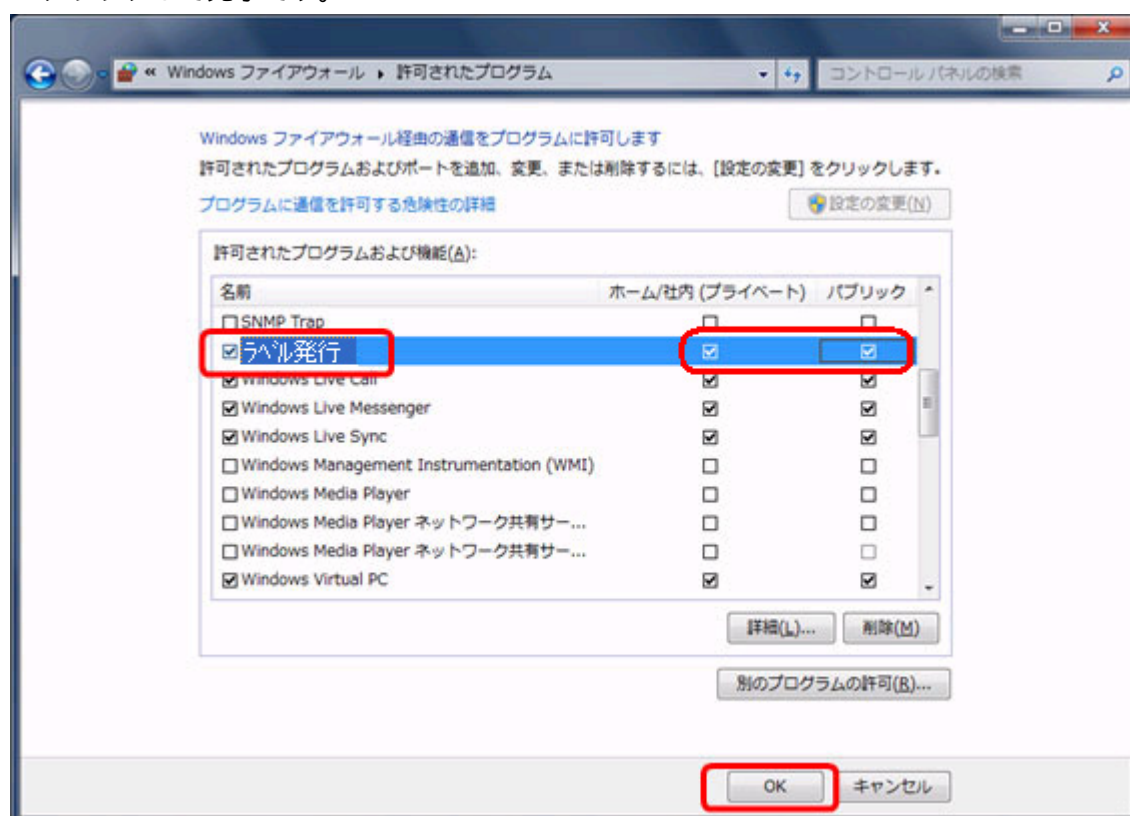 « Windows ファイアウォール ▸ 許可されたプログラム コントロール パネルの検索
Windows ファイアウォール経由の通信をプログラムに許可します
許可されたプログラムおよびポートを追加、変更、または削除するには、[設定の変更] をクリックします。
プログラムに通信を許可する危険性の詳細 設定の変更(N)
許可されたプログラムおよび機能(A):
名前 ホーム/社内 (プライベート) パブリック
SNMP Trap
ラベル発行
Windows Live Call
Windows Live Messenger
Windows Live Sync
Windows Management Instrumentation (WMI)
Windows Media Player
Windows Media Player ネットワーク共有サー...
Windows Media Player ネットワーク共有サー...
Windows Virtual PC
詳細(L)... 削除(M)
別のプログラムの許可(R)...
OK キャンセル